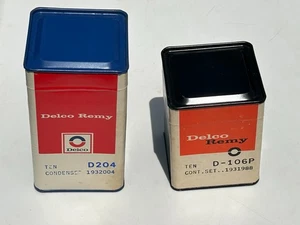 Delco Remy
Delco
TEN D204
CONDENSER 1932004
Delco
Remy
TEN D-106P
CONT.SET..1931988